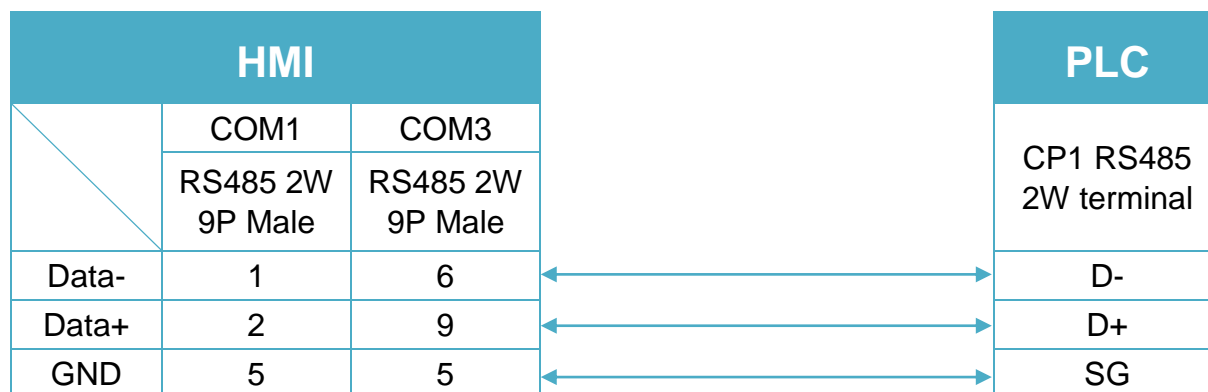 HMI
PLC
COM1
COM3
CP1 RS485
2W terminal
RS485 2W
9P Male
RS485 2W
9P Male
Data-
1
6
D-
Data+
2
9
D+
GND
5
5
SG